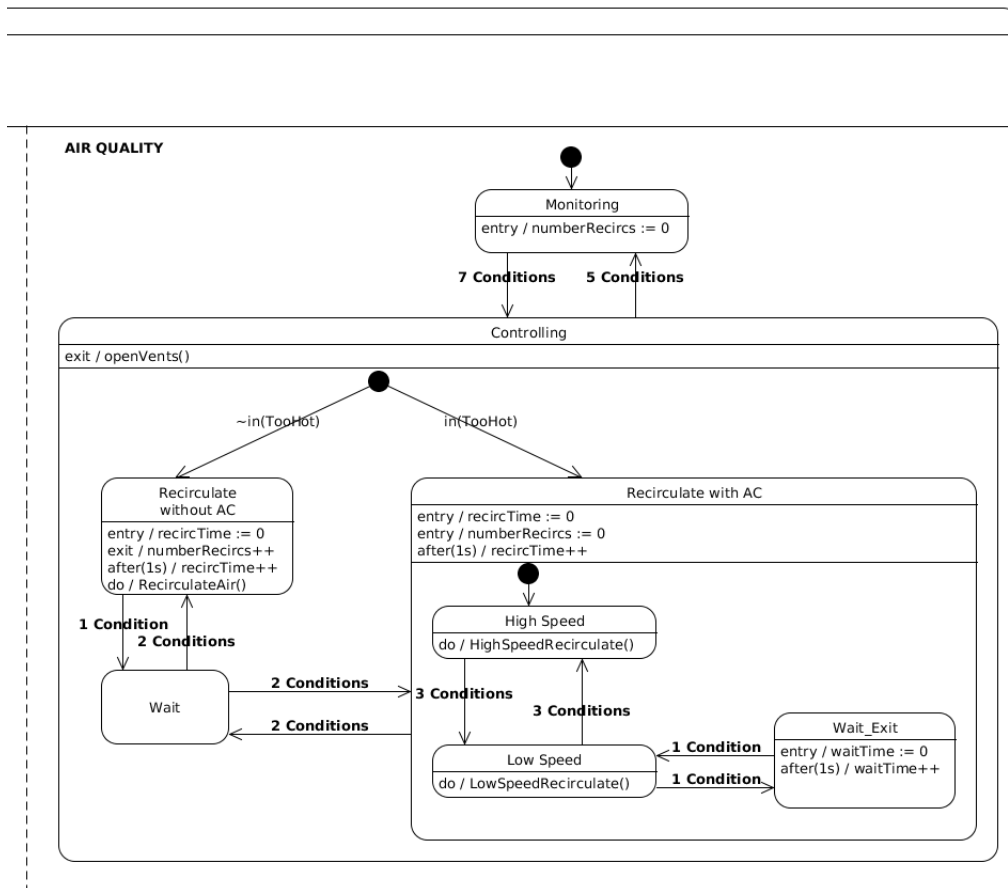 AIR QUALITY
Monitoring
entry / numberRecircs := 0
7 Conditions
5 Conditions
Controlling
exit / openVents()
~in(TooHot)
in(TooHot)
Recirculate
without AC
entry / recircTime := 0
exit / numberRecircs++
after(1s) / recircTime++
do / RecirculateAir()
Recirculate with AC
entry / recircTime := 0
entry / numberRecircs := 0
after(1s) / recircTime++
High Speed
do / HighSpeedRecirculate()
1 Condition
2 Conditions
Wait
2 Conditions
2 Conditions
3 Conditions
3 Conditions
Low Speed
do / LowSpeedRecirculate()
1 Condition
1 Condition
Wait_Exit
entry / waitTime := 0
after(1s) / waitTime++